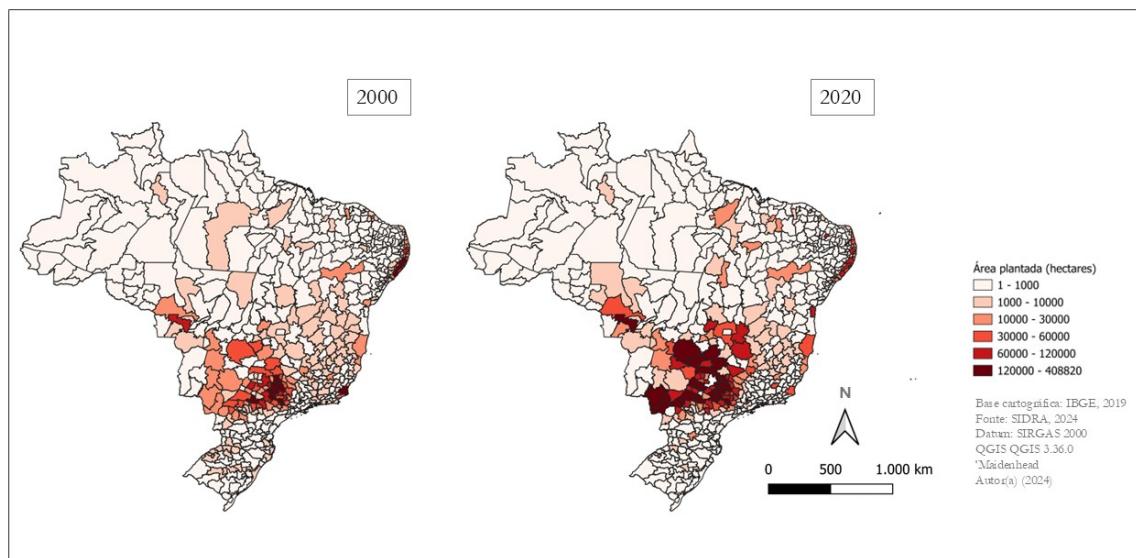 2000
2020
Área plantada (hectares)
1 - 1000
1000 - 10000
10000 - 30000
30000 - 60000
60000 - 120000
120000 - 408820
N
0 500 1.000 km
Base cartográfica: IBGE, 2019
Fonte: SIDRA, 2024
Datum: SIRGAS 2000
QGIS QGIS 3.36.0
'Maidenhead
Autor(a) (2024)